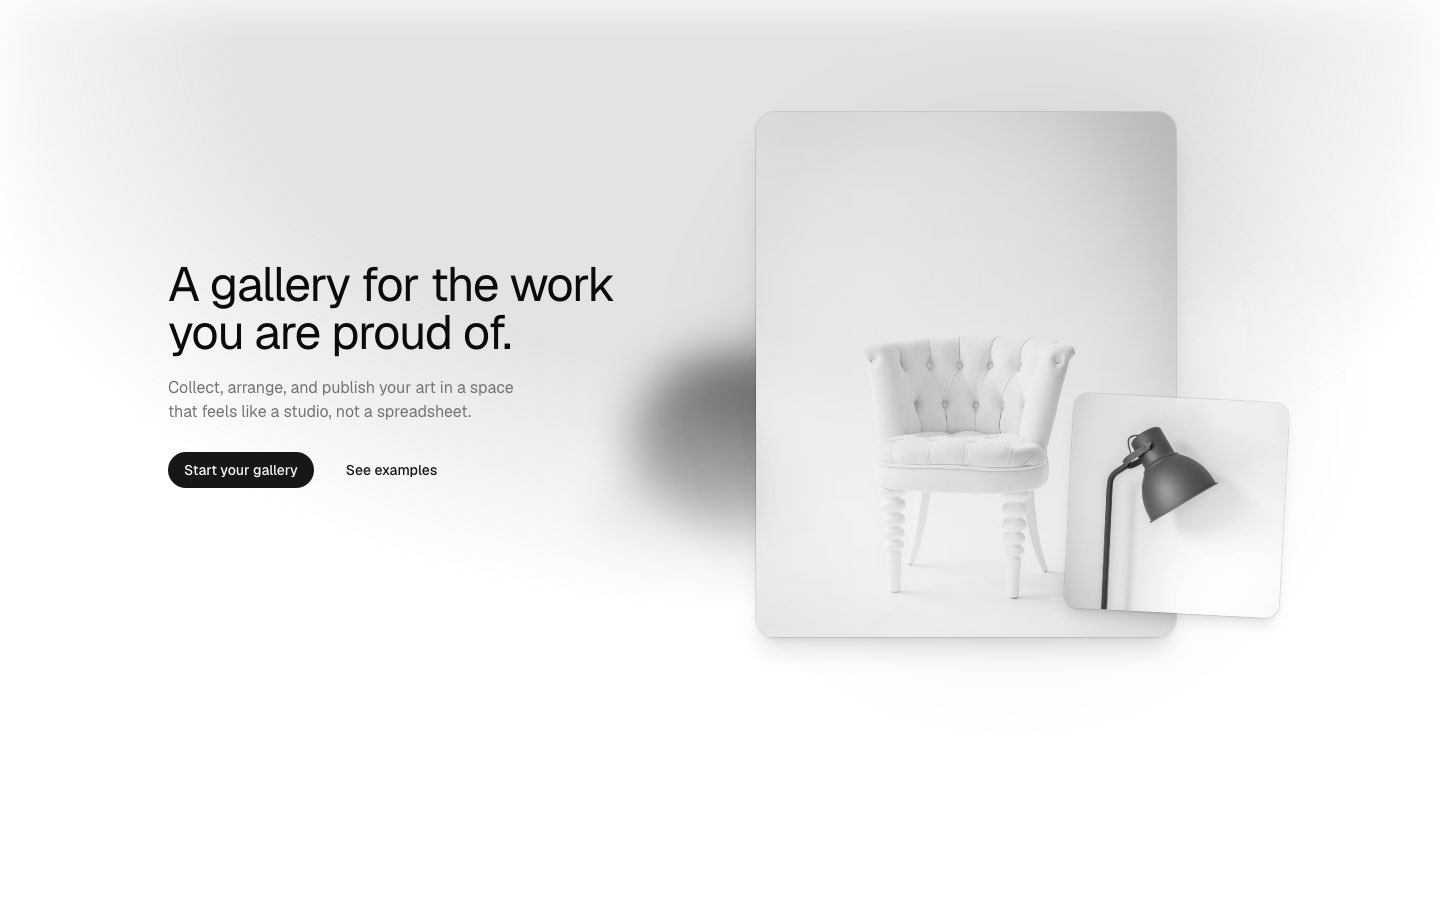 A gallery for the work
you are proud of.
Collect, arrange, and publish your art in a space
that feels like a studio, not a spreadsheet.
Start your gallery
See examples